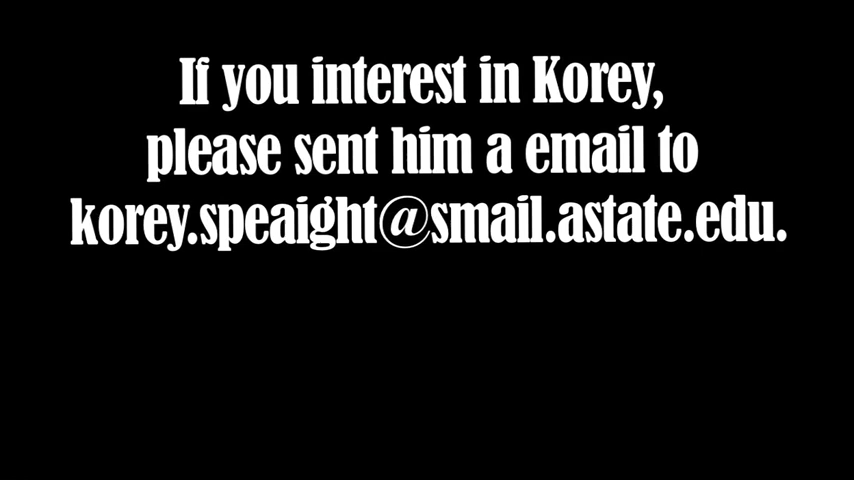 If you interest in Korey,
please sent him a email to
korey.speaight@smail.astate.edu.